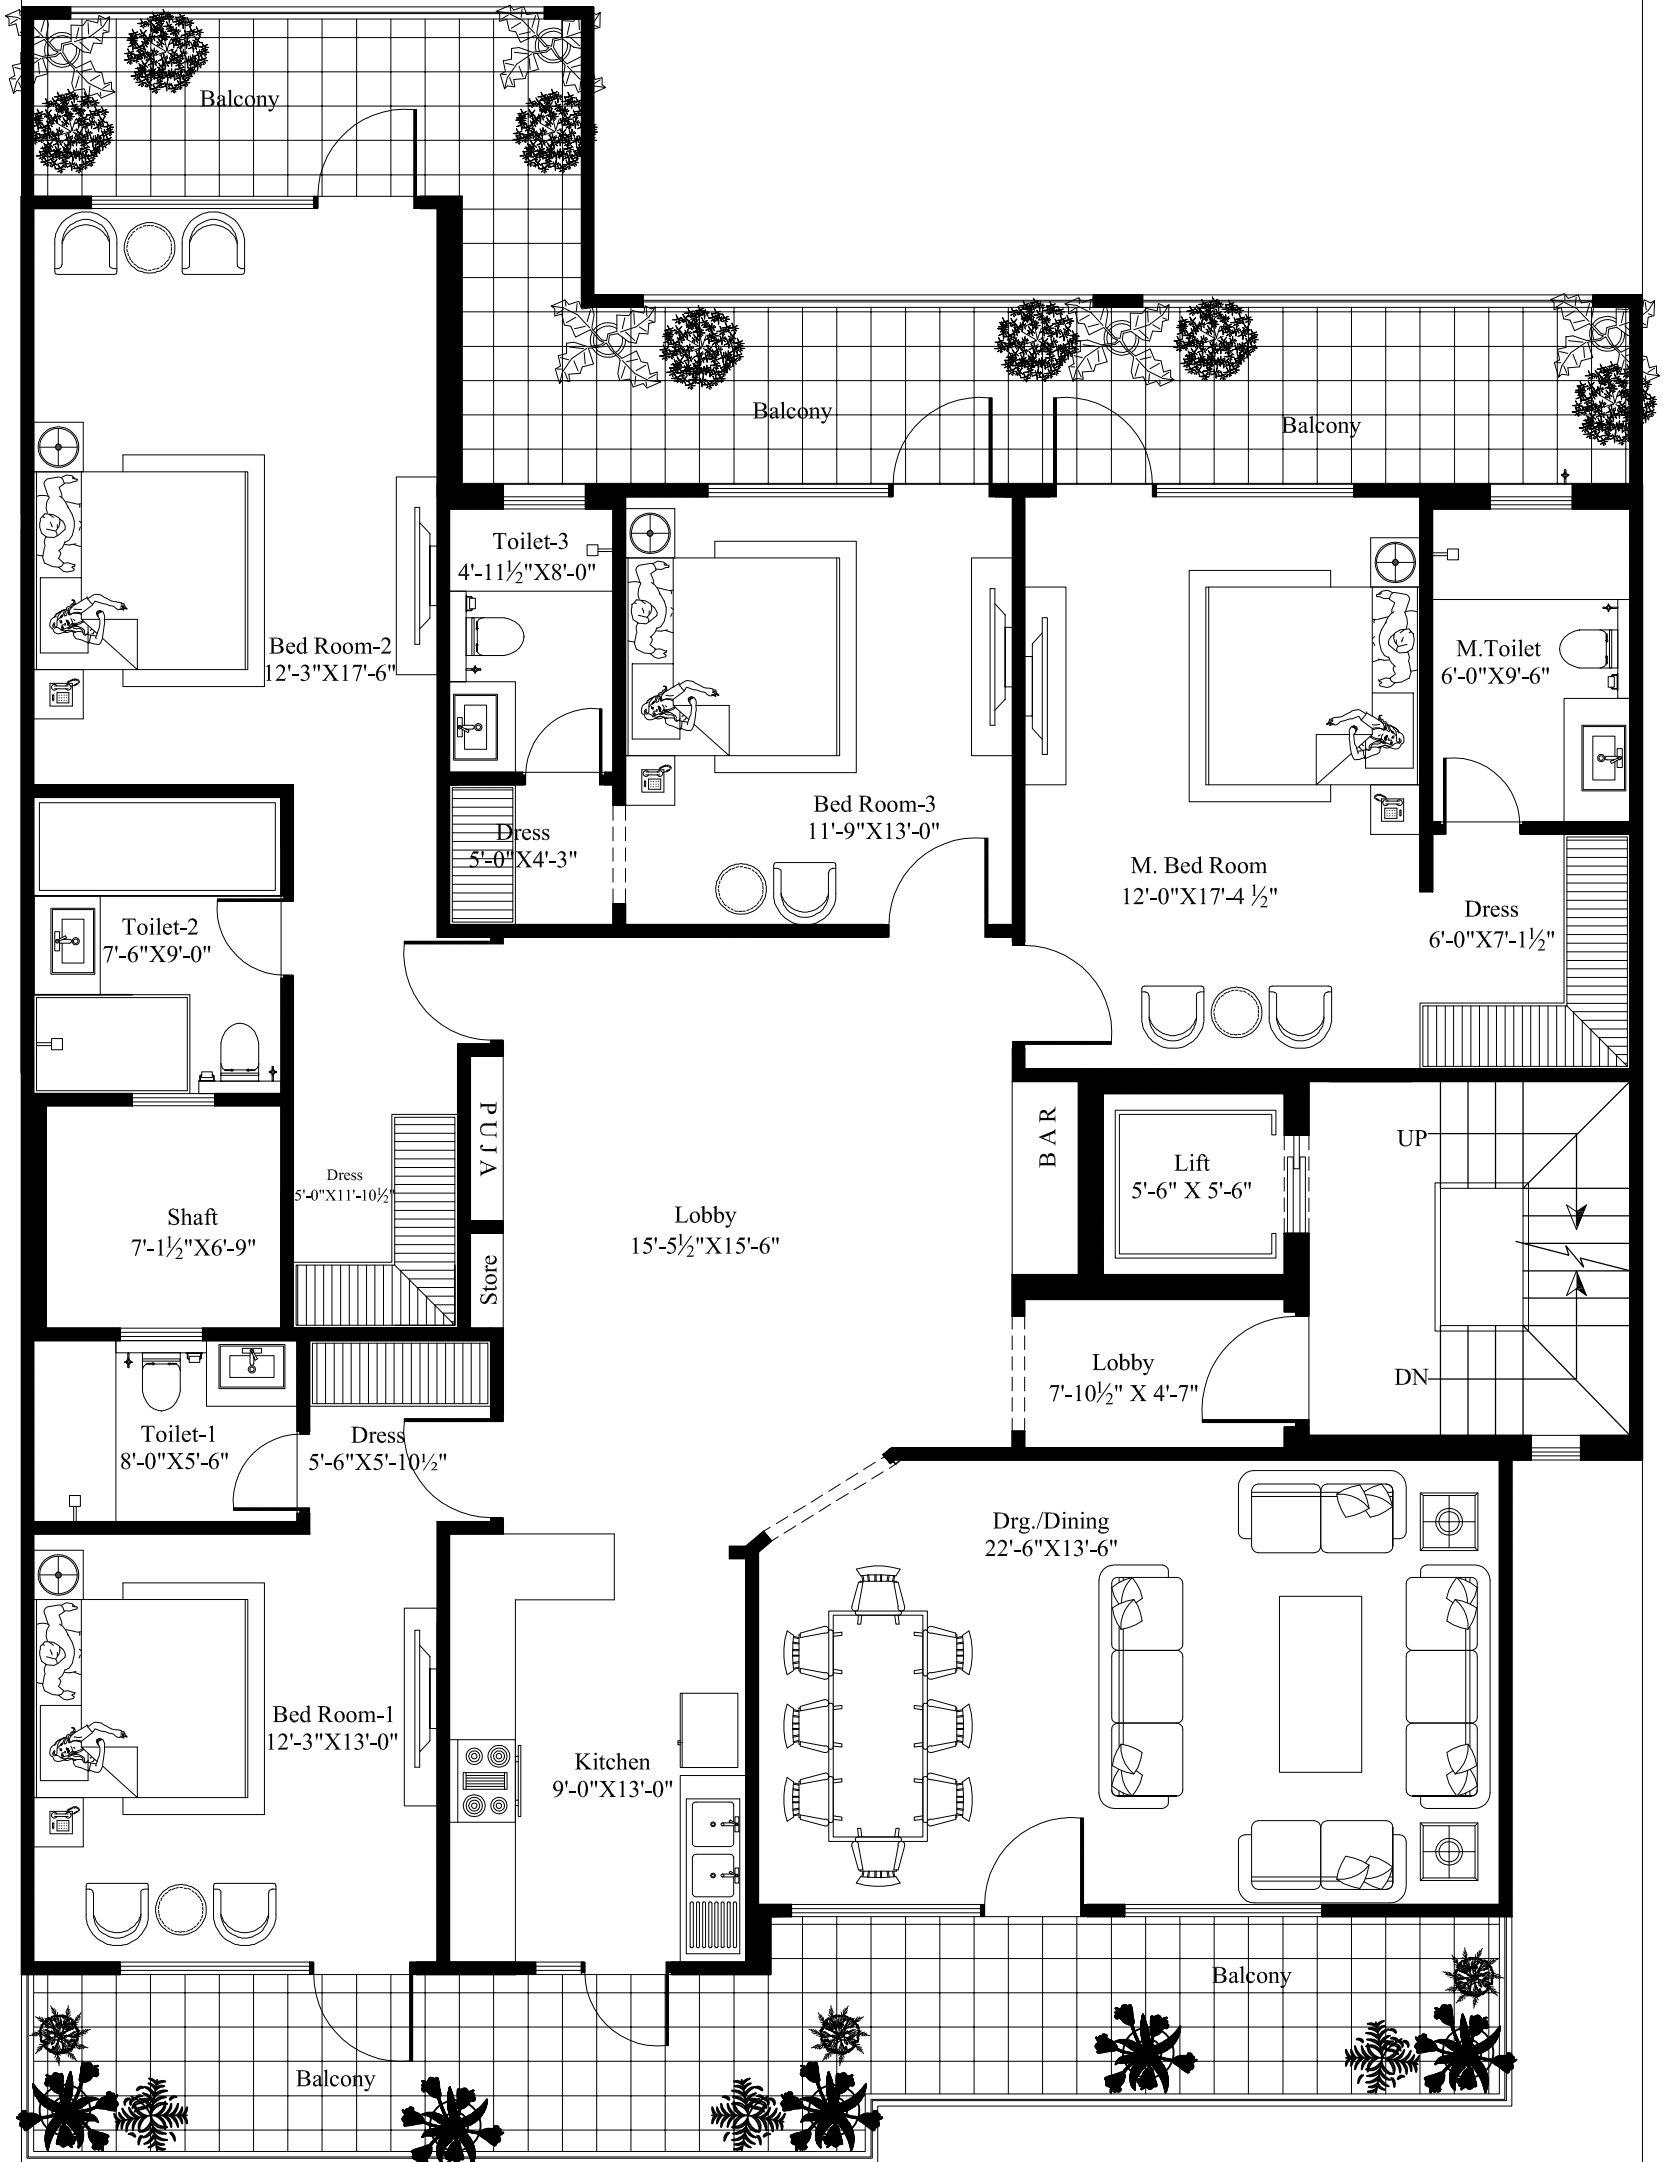 Balcony
Balcony
Balcony
Toilet-3
4'-11½"X8'-0"
Bed Room-2
12'-3"X17'-6"
M.Toilet
6'-0"X9'-6"
Bed Room-3
11'-9"X13'-0"
Dress
5'-0"X4'-3"
M. Bed Room
12'-0"X17'-4 ½"
Dress
6'-0"X7'-1½"
Toilet-2
7'-6"X9'-0"
PUJA
BAR
UP
Lift
5'-6" X 5'-6"
Dress
5'-0"X11'-10½"
Shaft
7'-1½"X6'-9"
Lobby
15'-5½"X15'-6"
Store
Lobby
7'-10½" X 4'-7"
DN
Toilet-1
8'-0"X5'-6"
Dress
5'-6"X5'-10½"
Drg./Dining
22'-6"X13'-6"
Bed Room-1
12'-3"X13'-0"
Kitchen
9'-0"X13'-0"
Balcony
Balcony